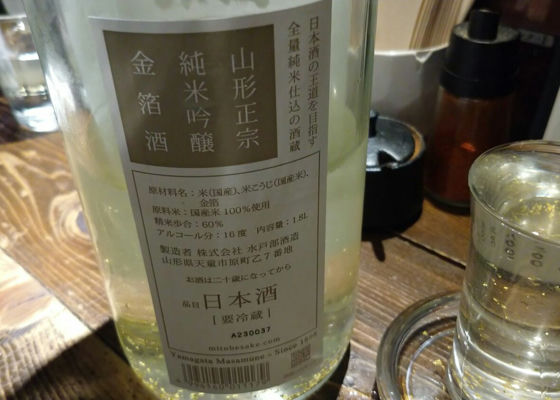 日本酒の王道を目指す
全量純米仕込の酒蔵
山形正宗
純米吟醸
金箔酒
原材料名：米(国産)、米こうじ(国産米)、
金箔
原料米：国産米 100%使用
精米歩合：60%
アルコール分：16度 内容量：1.8L
製造者 株式会社 水戸部酒造
山形県天童市原町乙7番地
お酒は二十歳になってから
品目 日本酒
[要冷蔵]
A230037
mitobesake.com
Yamagata Masamune - Since 1898